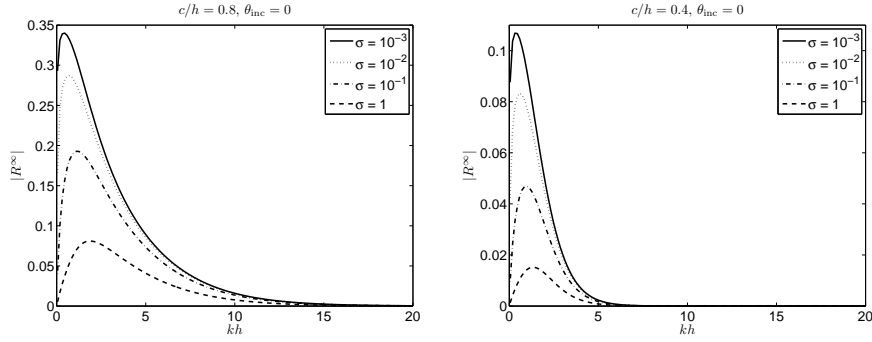 c/h = 0.8, θ_inc = 0
|R^∞|
0.35
0.3
0.25
0.2
0.15
0.1
0.05
0
0
5
10
15
20
kh
σ = 10⁻³
σ = 10⁻²
σ = 10⁻¹
σ = 1
c/h = 0.4, θ_inc = 0
|R^∞|
0.1
0.08
0.06
0.04
0.02
0
0
5
10
15
20
kh
σ = 10⁻³
σ = 10⁻²
σ = 10⁻¹
σ = 1